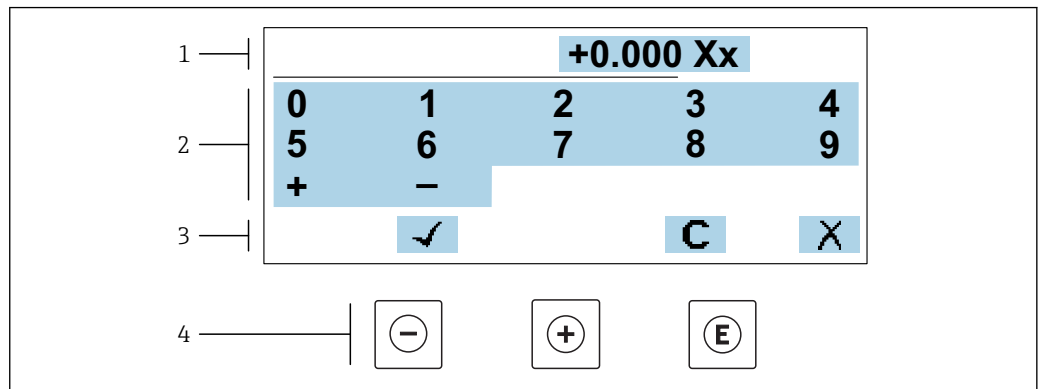 1 +0.000 Xx
0 1 2 3 4
2 5 6 7 8 9
+ −
3 ✓ C X
4 − + E